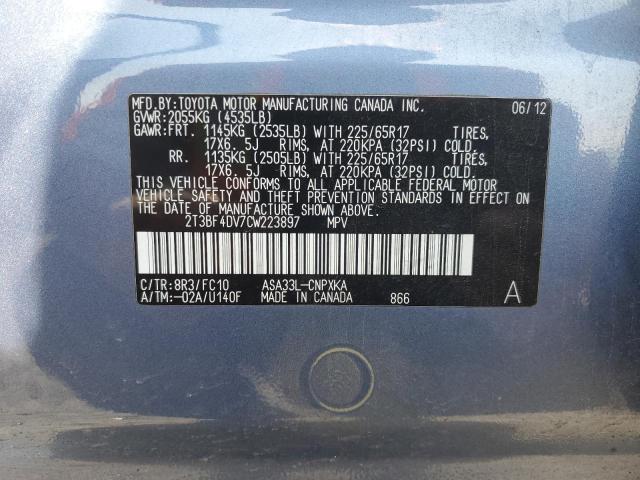 MFD.BY:TOYOTA MOTOR MANUFACTURING CANADA INC. 06/12
GVWR:2055KG (4535LB)
GAWR:FRT. 1145KG (2535LB) WITH 225/65R17 TIRES,
17X6. 5J RIMS, AT 220KPA (32PSI) COLD.
RR. 1135KG (2505LB) WITH 225/65R17 TIRES,
17X6. 5J RIMS, AT 220KPA (32PSI) COLD.
THIS VEHICLE CONFORMS TO ALL APPLICABLE FEDERAL MOTOR
VEHICLE SAFETY AND THEFT PREVENTION STANDARDS IN EFFECT ON
THE DATE OF MANUFACTURE SHOWN ABOVE.
2T3BF4DV7CW223897 MPV
C/TR:8R3/FC10 ASA33L-CNPXKA
A/TM:-02A/U140F MADE IN CANADA 866 A